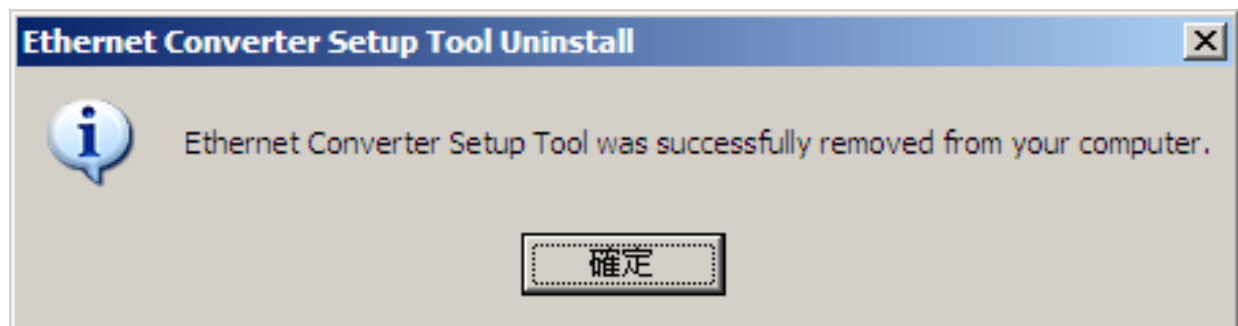 Ethernet Converter Setup Tool Uninstall
Ethernet Converter Setup Tool was successfully removed from your computer.
確定